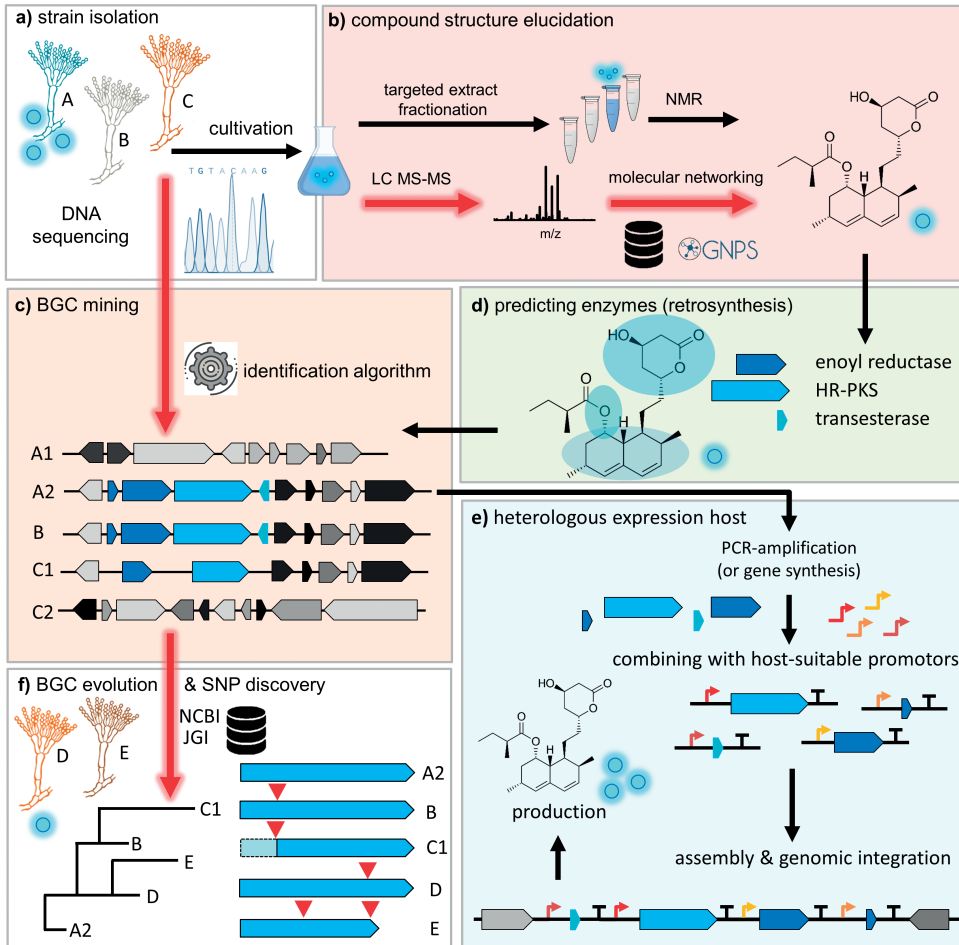 a) strain isolation
A
B
C
cultivation
T G T A C A A G
DNA
sequencing
b) compound structure elucidation
targeted extract
fractionation
NMR
LC MS-MS
m/z
molecular networking
GNPS
HO
O
O
O
O
H
c) BGC mining
identification algorithm
A1
A2
B
C1
C2
d) predicting enzymes (retrosynthesis)
HO
O
O
O
O
H
enoyl reductase
HR-PKS
transesterase
e) heterologous expression host
PCR-amplification
(or gene synthesis)
combining with host-suitable promotors
HO
O
O
O
O
H
production
assembly & genomic integration
f) BGC evolution & SNP discovery
D
E
NCBI
JGI
C1
B
E
D
A2
A2
B
C1
D
E